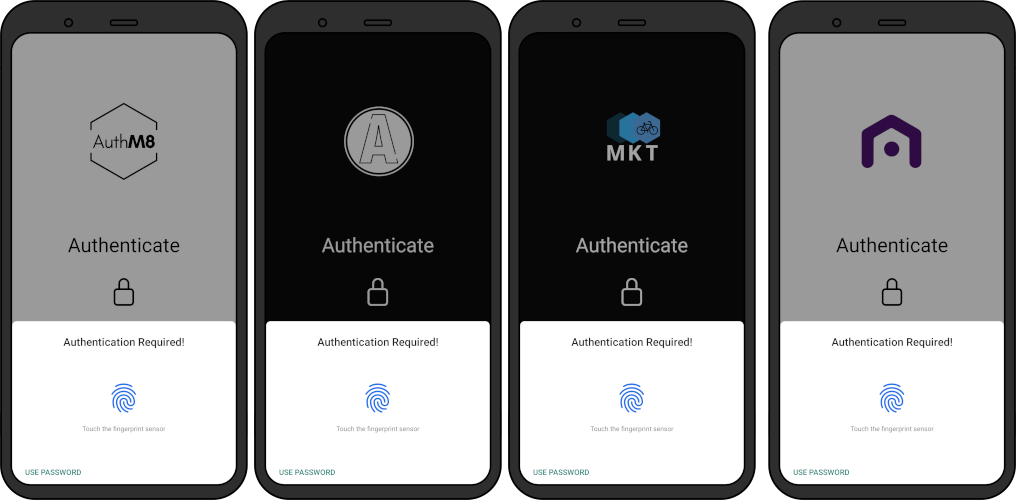 AuthM8
Authenticate
Authentication Required!
Touch the fingerprint sensor
USE PASSWORD
A
Authenticate
Authentication Required!
Touch the fingerprint sensor
USE PASSWORD
MKT
Authenticate
Authentication Required!
Touch the fingerprint sensor
USE PASSWORD
Authenticate
Authentication Required!
Touch the fingerprint sensor
USE PASSWORD